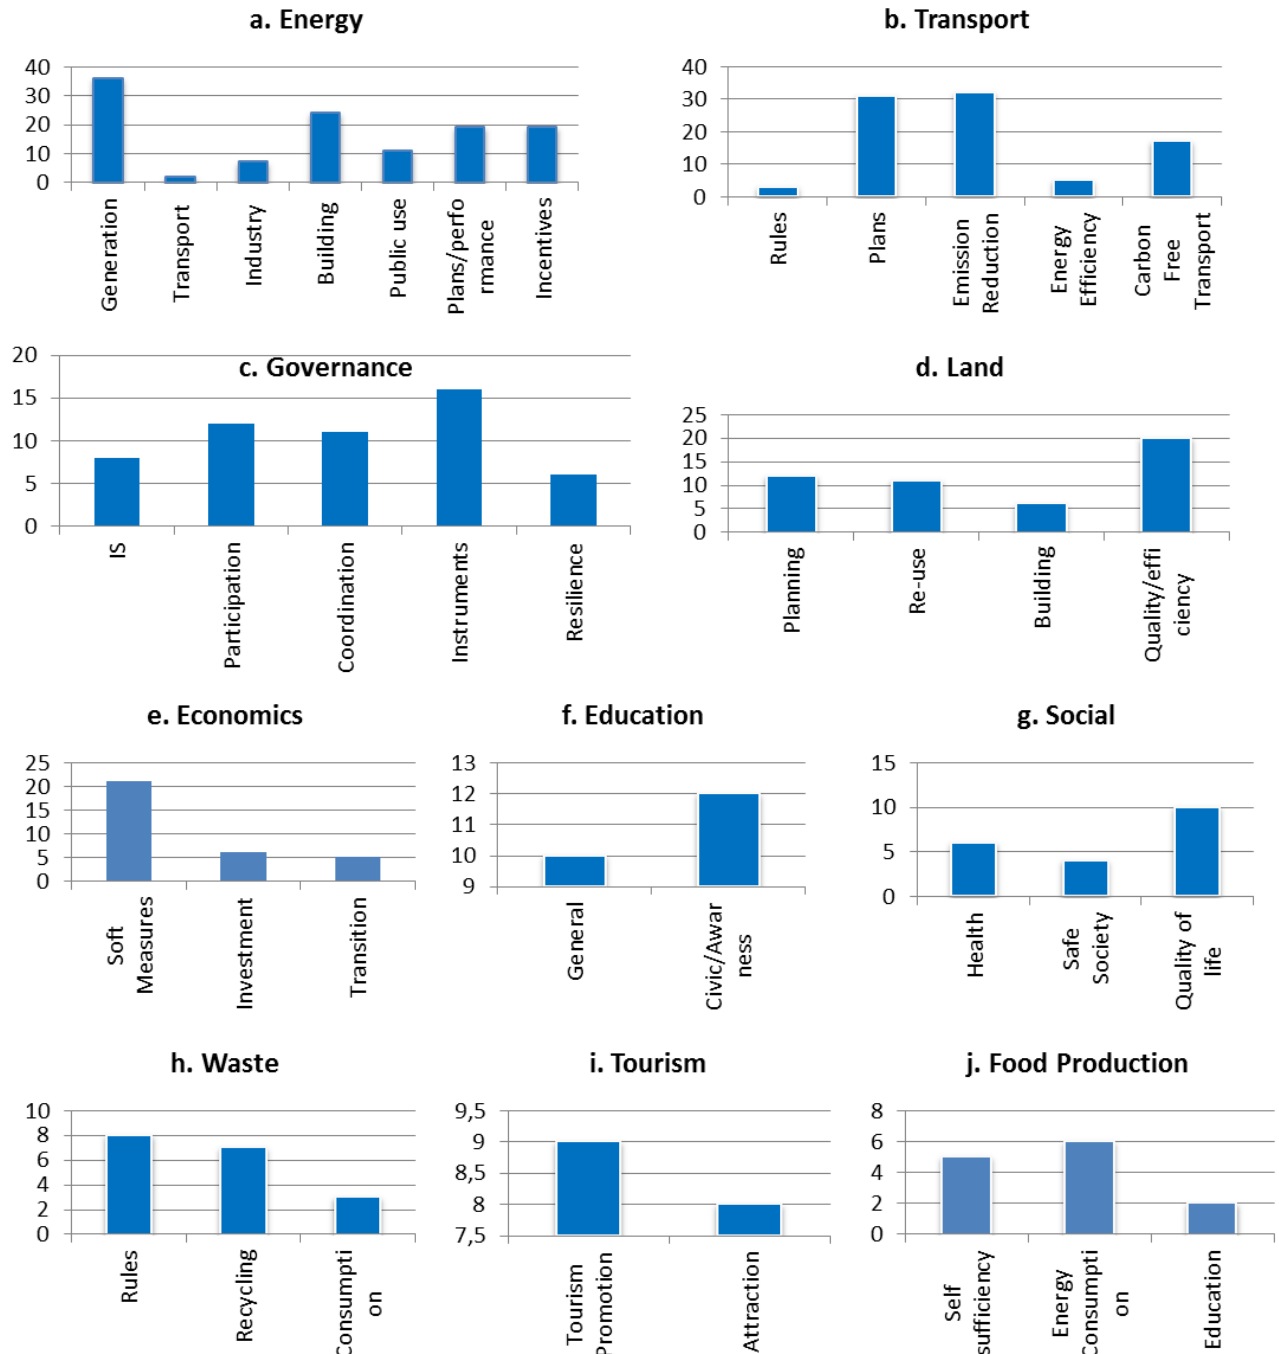 a. Energy
40
30
20
10
0
Generation
Transport
Industry
Building
Public use
Plans/perfo
rmance
Incentives
b. Transport
40
30
20
10
0
Rules
Plans
Emission
Reduction
Energy
Efficiency
Carbon
Free
Transport
c. Governance
20
15
10
5
0
IS
Participation
Coordination
Instruments
Resilience
d. Land
25
20
15
10
5
0
Planning
Re-use
Building
Quality/effi
ciency
e. Economics
25
20
15
10
5
0
Soft
Measures
Investment
Transition
f. Education
13
12
11
10
9
General
Civic/Awar
ness
g. Social
15
10
5
0
Health
Safe
Society
Quality of
life
h. Waste
10
8
6
4
2
0
Rules
Recycling
Consumpti
on
i. Tourism
9,5
9
8,5
8
7,5
Tourism
Promotion
Attraction
j. Food Production
8
6
4
2
0
Self
sufficiency
Energy
Consumpti
on
Education